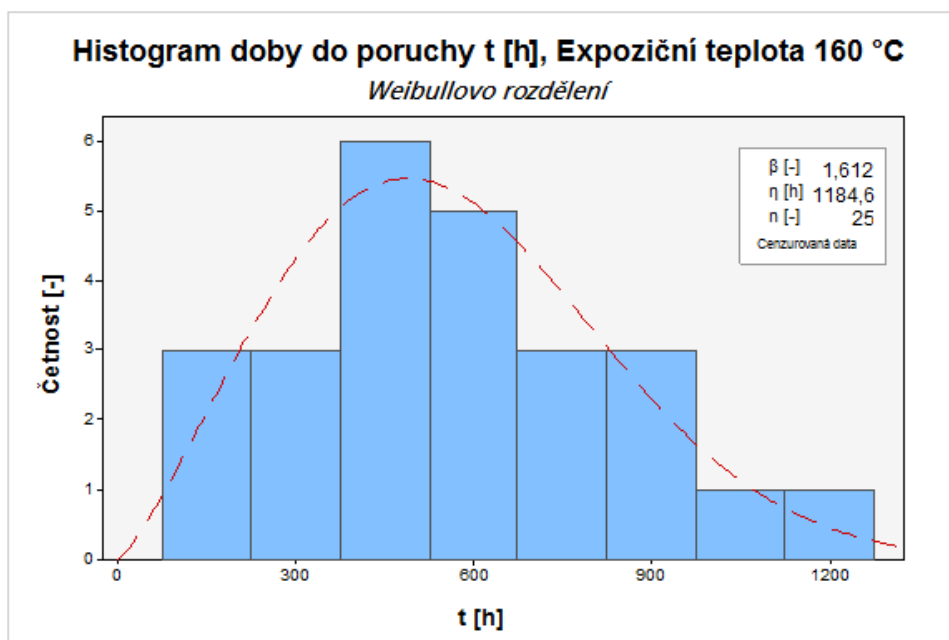 Histogram doby do poruchy t [h], Expoziční teplota 160 °C
Weibullovo rozdělení
β [-] 1,612
η [h] 1184,6
n [-] 25
Cenzurovaná data
Četnost [-]
6
5
4
3
2
1
0
0 300 600 900 1200
t [h]